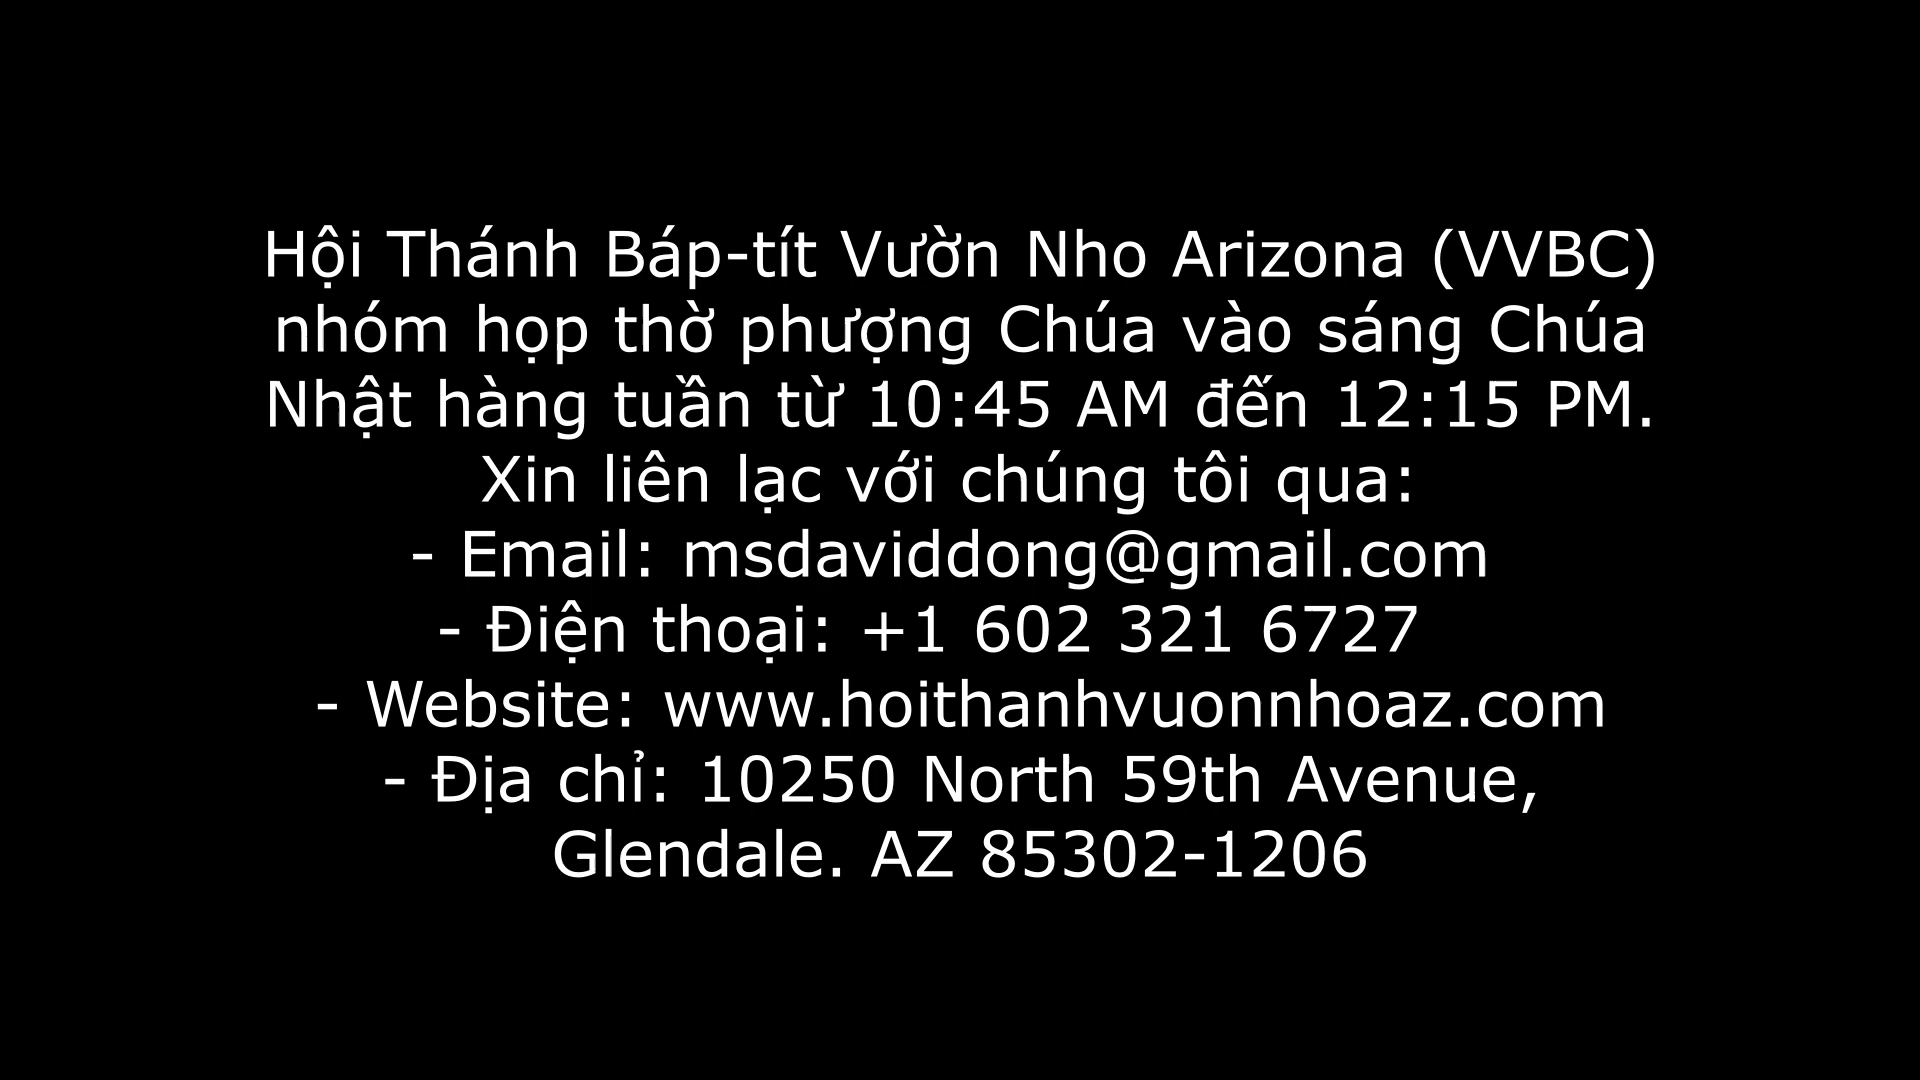 Hội Thánh Báp-tít Vườn Nho Arizona (VVBC)
nhóm họp thờ phượng Chúa vào sáng Chúa
Nhật hàng tuần từ 10:45 AM đến 12:15 PM.
Xin liên lạc với chúng tôi qua:
- Email: msdaviddong@gmail.com
- Điện thoại: +1 602 321 6727
- Website: www.hoithanhvuonnhoaz.com
- Địa chỉ: 10250 North 59th Avenue,
Glendale. AZ 85302-1206